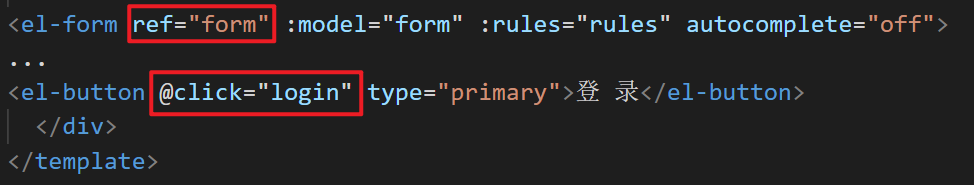 <el-form ref="form" :model="form" :rules="rules" autocomplete="off">
...
<el-button @click="login" type="primary">登 录</el-button>
</div>
</template>